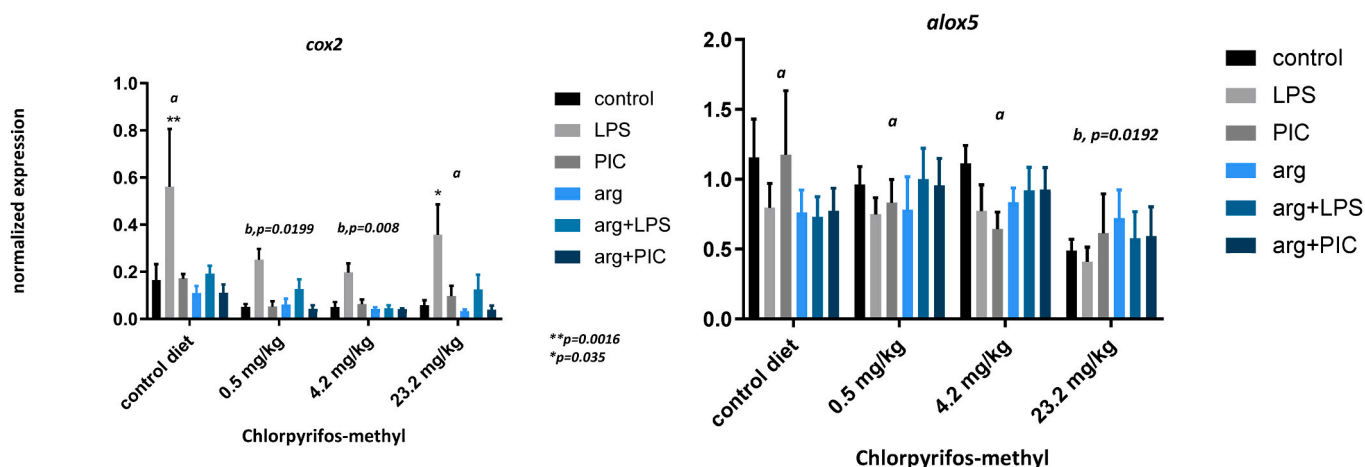 cox2
normalized expression
1.0
0.8
0.6
0.4
0.2
0.0
a
**
b,p=0.0199
b,p=0.008
a
*
control diet
0.5 mg/kg
4.2 mg/kg
23.2 mg/kg
Chlorpyrifos-methyl
control
LPS
PIC
arg
arg+LPS
arg+PIC
**p=0.0016
*p=0.035
alox5
2.0
1.5
1.0
0.5
0.0
a
a
a
b, p=0.0192
control diet
0.5 mg/kg
4.2 mg/kg
23.2 mg/kg
Chlorpyrifos-methyl
control
LPS
PIC
arg
arg+LPS
arg+PIC